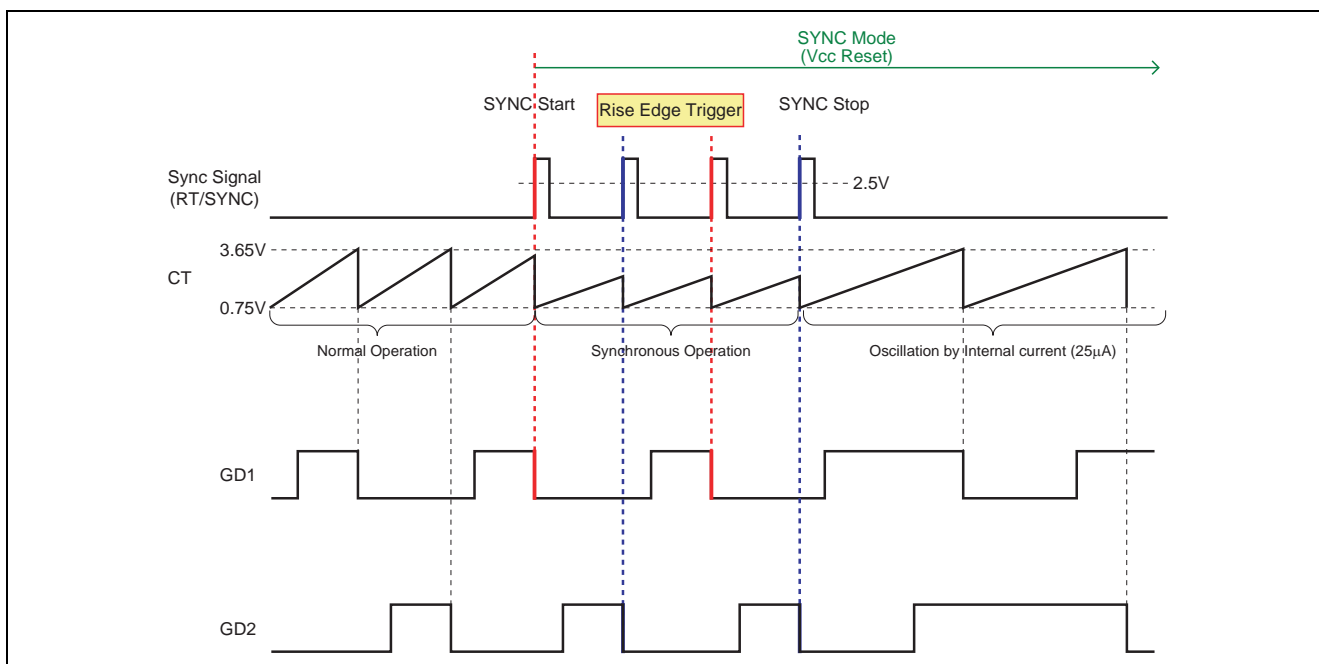 SYNC Mode
(Vcc Reset)
SYNC Start
Rise Edge Trigger
SYNC Stop
Sync Signal
(RT/SYNC)
2.5V
3.65V
CT
0.75V
Normal Operation
Synchronous Operation
Oscillation by Internal current (25μA)
GD1
GD2